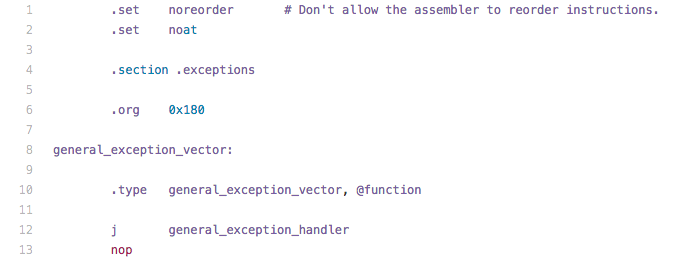 1 .set noreorder # Don't allow the assembler to reorder instructions.
2 .set noat
3
4 .section .exceptions
5
6 .org 0x180
7
8 general_exception_vector:
9
10 .type general_exception_vector, @function
11
12 j general_exception_handler
13 nop